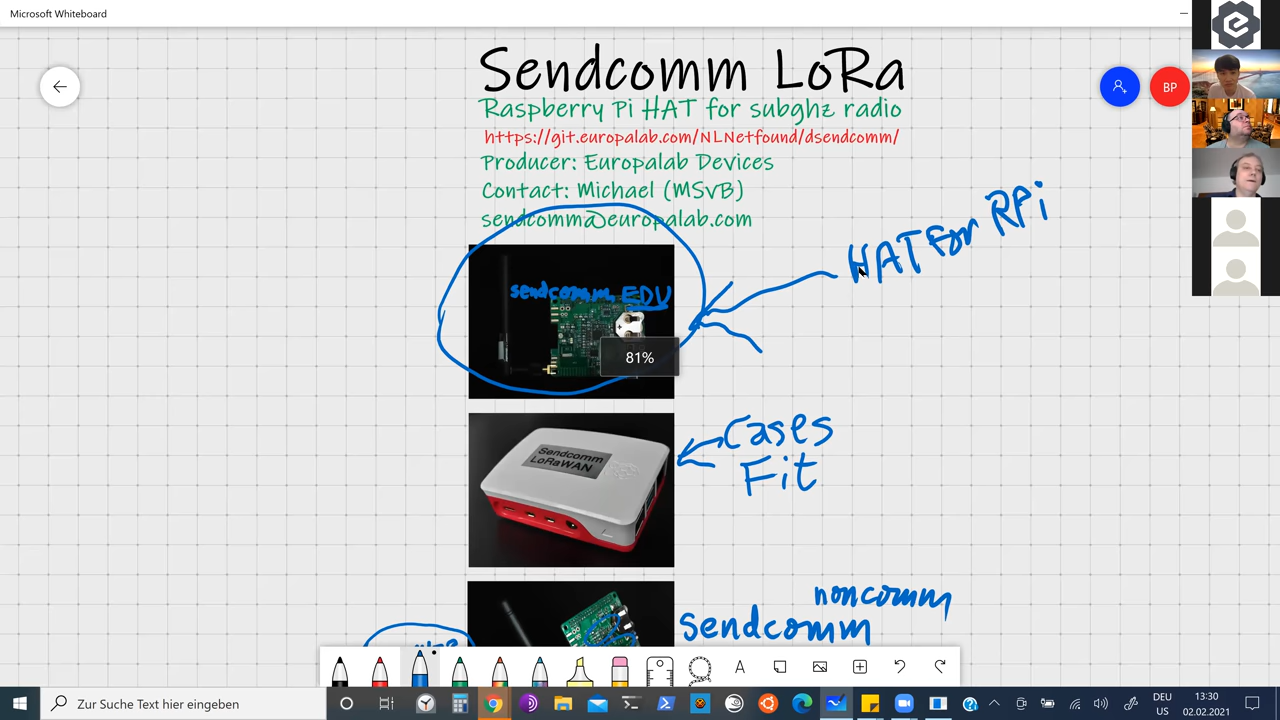 Microsoft Whiteboard
Sendcomm LoRa
Raspberry Pi HAT for subghz radio
https://git.europalab.com/NLNetfound/dsendcomm/
Producer: Europalab Devices
Contact: Michael (MSvB)
sendcomm@europalab.com
BP
HAT for RPi
sendcomm EDU
81%
Cases
Fit
Sendcomm
LoRaWAN
noncomm
sendcomm
A
Zur Suche Text hier eingeben
DEU
US
13:30
02.02.2021